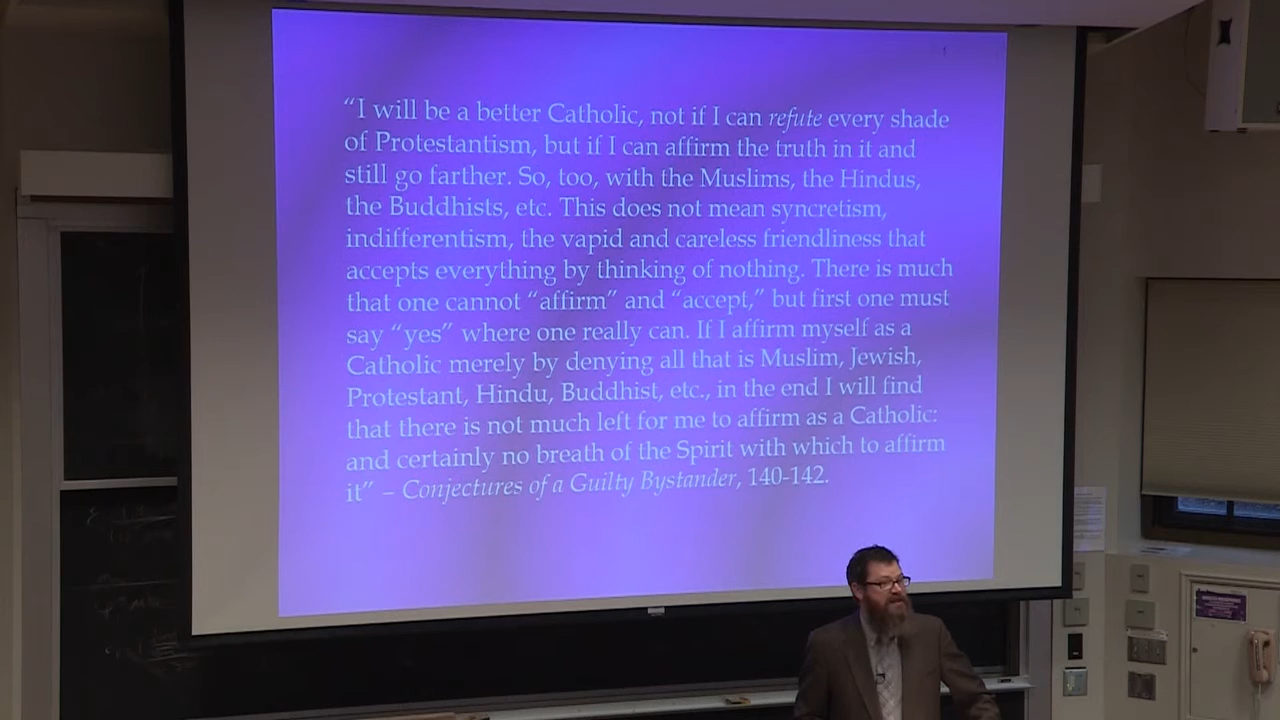 “I will be a better Catholic, not if I can refute every shade
of Protestantism, but if I can affirm the truth in it and
still go farther. So, too, with the Muslims, the Hindus,
the Buddhists, etc. This does not mean syncretism,
indifferentism, the vapid and careless friendliness that
accepts everything by thinking of nothing. There is much
that one cannot “affirm” and “accept,” but first one must
say “yes” where one really can. If I affirm myself as a
Catholic merely by denying all that is Muslim, Jewish,
Protestant, Hindu, Buddhist, etc., in the end I will find
that there is not much left for me to affirm as a Catholic:
and certainly no breath of the Spirit with which to affirm
it” – Conjectures of a Guilty Bystander, 140-142.